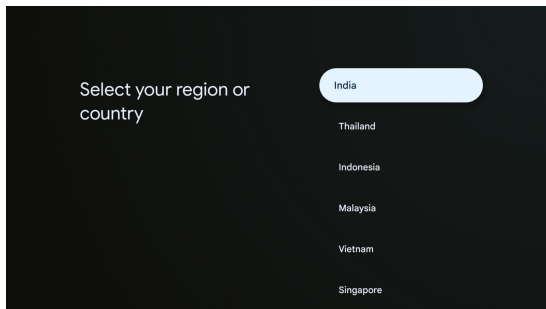 Select your region or
country
India
Thailand
Indonesia
Malaysia
Vietnam
Singapore